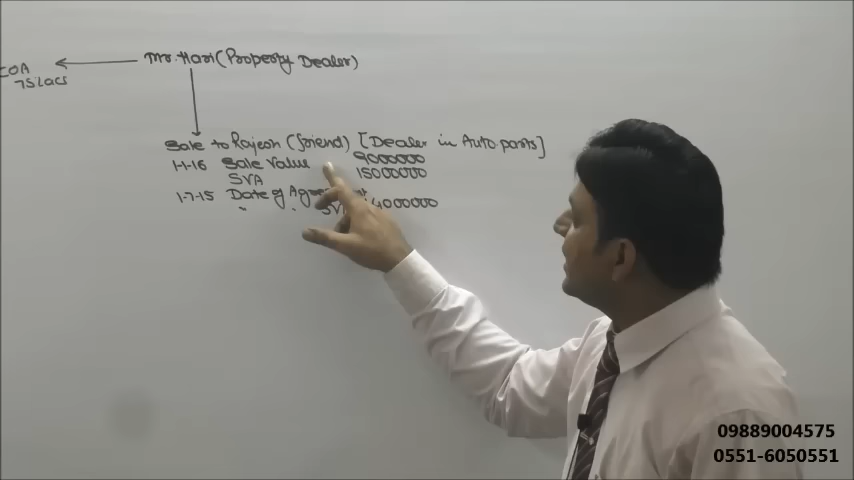 Mr. Hari (Property Dealer)
COA
75 Lacs
Sale to Rajesh (friend) [Dealer in Auto parts]
1-1-16 Sale Value 9000000
SVA 15000000
1-7-15 Date of Agreement
" " SVA 14000000
09889004575
0551-6050551